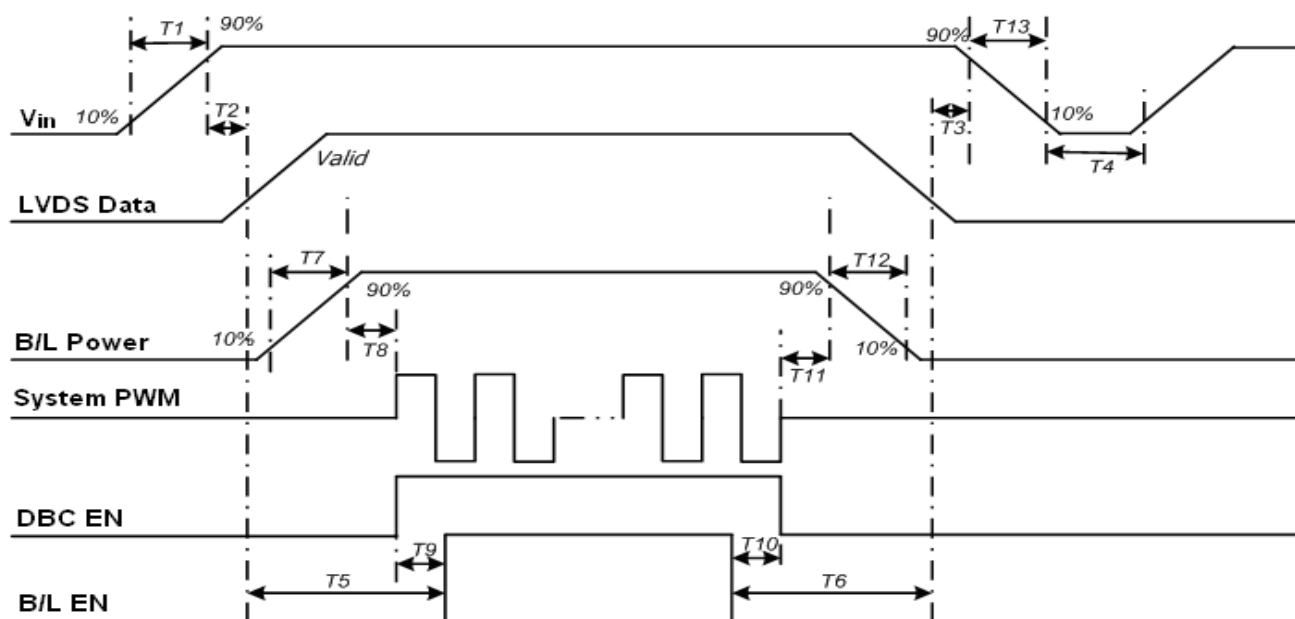 T1
90%
90%
T13
Vin
10%
T2
T3
10%
T4
Valid
LVDS Data
T7
T12
90%
90%
B/L Power
10%
T8
T11
10%
System PWM
DBC EN
T9
T10
T5
T6
B/L EN